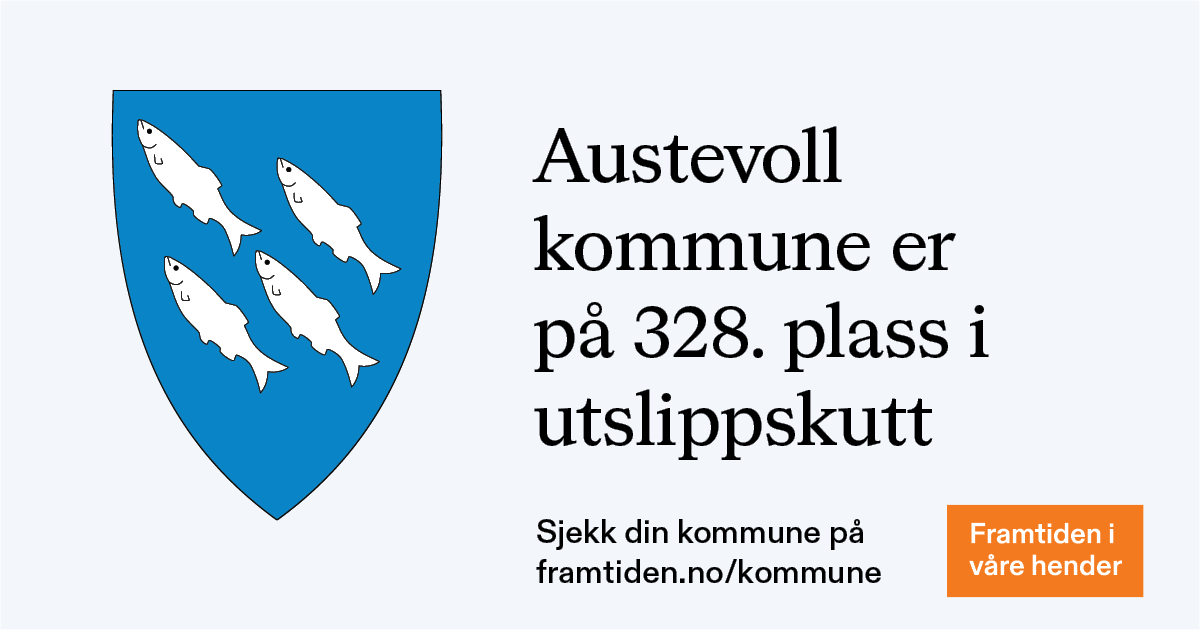 Austevoll
kommune er
på 328. plass i
utslippskutt
Sjekk din kommune på
framtiden.no/kommune
Framtiden i
våre hender